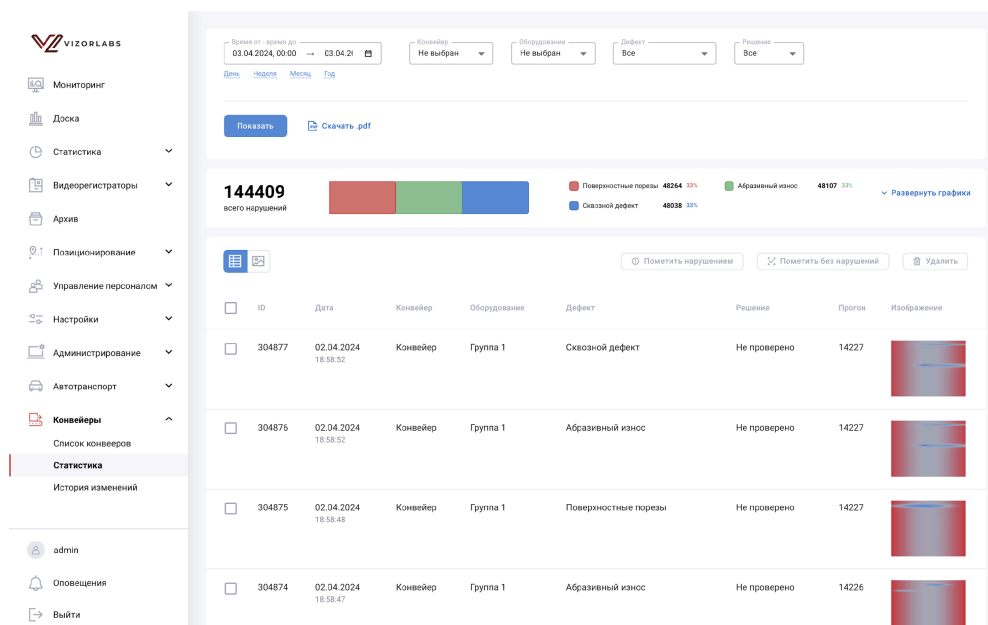 VIZORLABS
Мониторинг
Доска
Статистика
Видеорегистраторы
Архив
Позиционирование
Управление персоналом
Настройки
Администрирование
Автотранспорт
Конвейеры
Список конвееров
Статистика
История изменений
admin
Оповещения
Выйти
Время от - время до
03.04.2024, 00:00 → 03.04.2(
Конвейер
Не выбран
Оборудование
Не выбран
Дефект
Все
Решение
Все
День Неделя Месяц Год
Показать
Скачать .pdf
144409
всего нарушений
Поверхностные порезы 48264 33%
Абразивный износ 48107 33%
Сквозной дефект 48038 33%
Развернуть графики
Пометить нарушением
Пометить без нарушений
Удалить
ID Дата Конвейер Оборудование Дефект Решение Прогон Изображение
304877 02.04.2024 Конвейер Группа 1 Сквозной дефект Не проверено 14227
18:58:52
304876 02.04.2024 Конвейер Группа 1 Абразивный износ Не проверено 14227
18:58:52
304875 02.04.2024 Конвейер Группа 1 Поверхностные порезы Не проверено 14227
18:58:48
304874 02.04.2024 Конвейер Группа 1 Абразивный износ Не проверено 14226
18:58:47